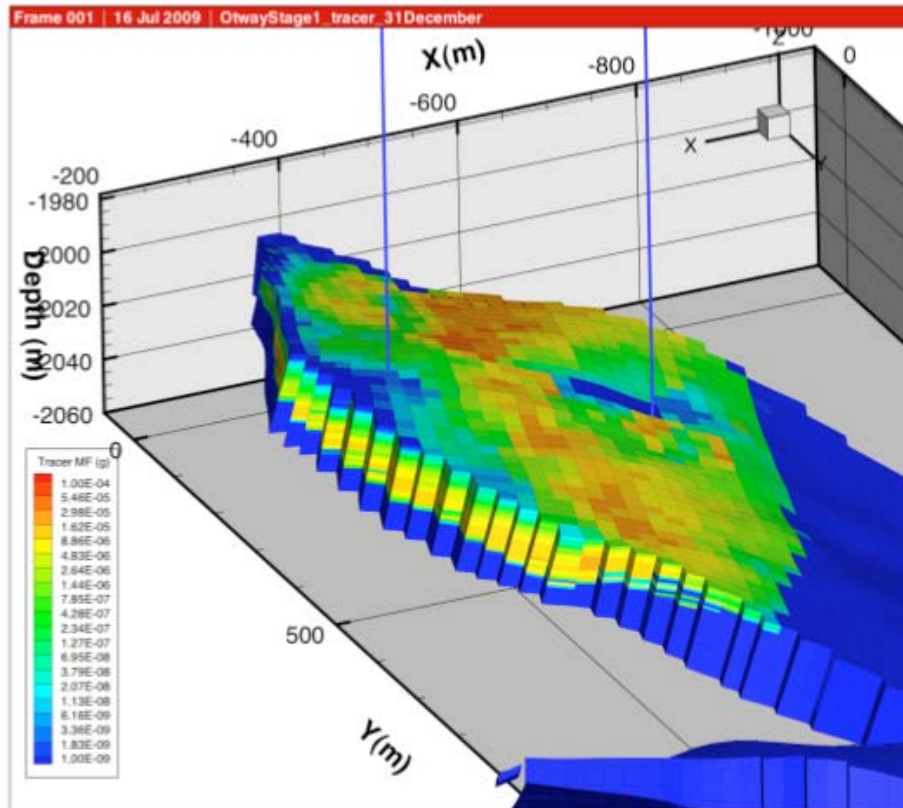 Frame 001 | 16 Jul 2009 | OtwayStage1_tracer_31December
X(m)
-1000
0
-800
-600
-400
-200
Z
X
Y
-1980
-2000
-2020
-2040
-2060
Depth (m)
0
500
Y(m)
Tracer MF (g)
1.00E-04
5.46E-05
2.98E-05
1.62E-05
8.86E-06
4.83E-06
2.64E-06
1.44E-06
7.85E-07
4.28E-07
2.34E-07
1.27E-07
6.95E-08
3.79E-08
2.07E-08
1.13E-08
6.16E-09
3.36E-09
1.83E-09
1.00E-09